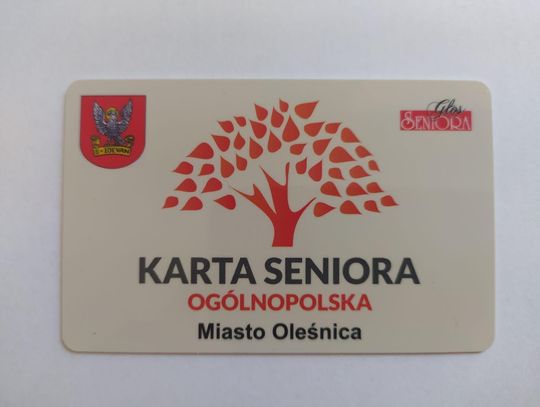 Głos
SENIORA
KARTA SENIORA
OGÓLNOPOLSKA
Miasto Oleśnica